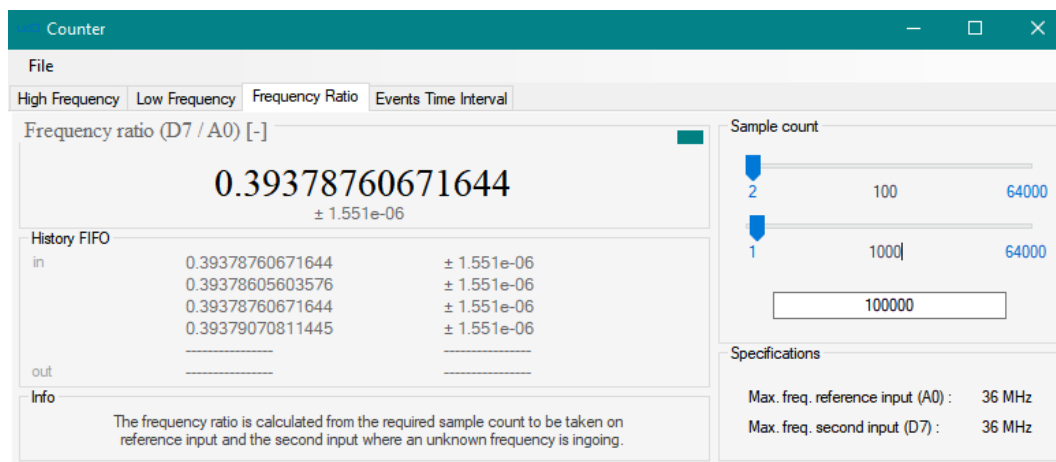 Counter
File
High Frequency Low Frequency Frequency Ratio Events Time Interval
Frequency ratio (D7 / A0) [-]
0.39378760671644
± 1.551e-06
History FIFO
in 0.39378760671644 ± 1.551e-06
0.39378605603576 ± 1.551e-06
0.39378760671644 ± 1.551e-06
0.39379070811445 ± 1.551e-06
---------------- ----------------
out ---------------- ----------------
Info
The frequency ratio is calculated from the required sample count to be taken on
reference input and the second input where an unknown frequency is ingoing.
Sample count
2 100 64000
1 1000 64000
100000
Specifications
Max. freq. reference input (A0) : 36 MHz
Max. freq. second input (D7) : 36 MHz